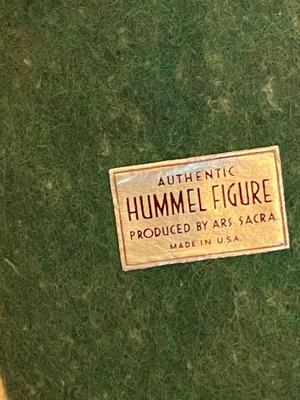 AUTHENTIC
HUMMEL FIGURE
PRODUCED BY ARS SACRA
MADE IN U.S.A.